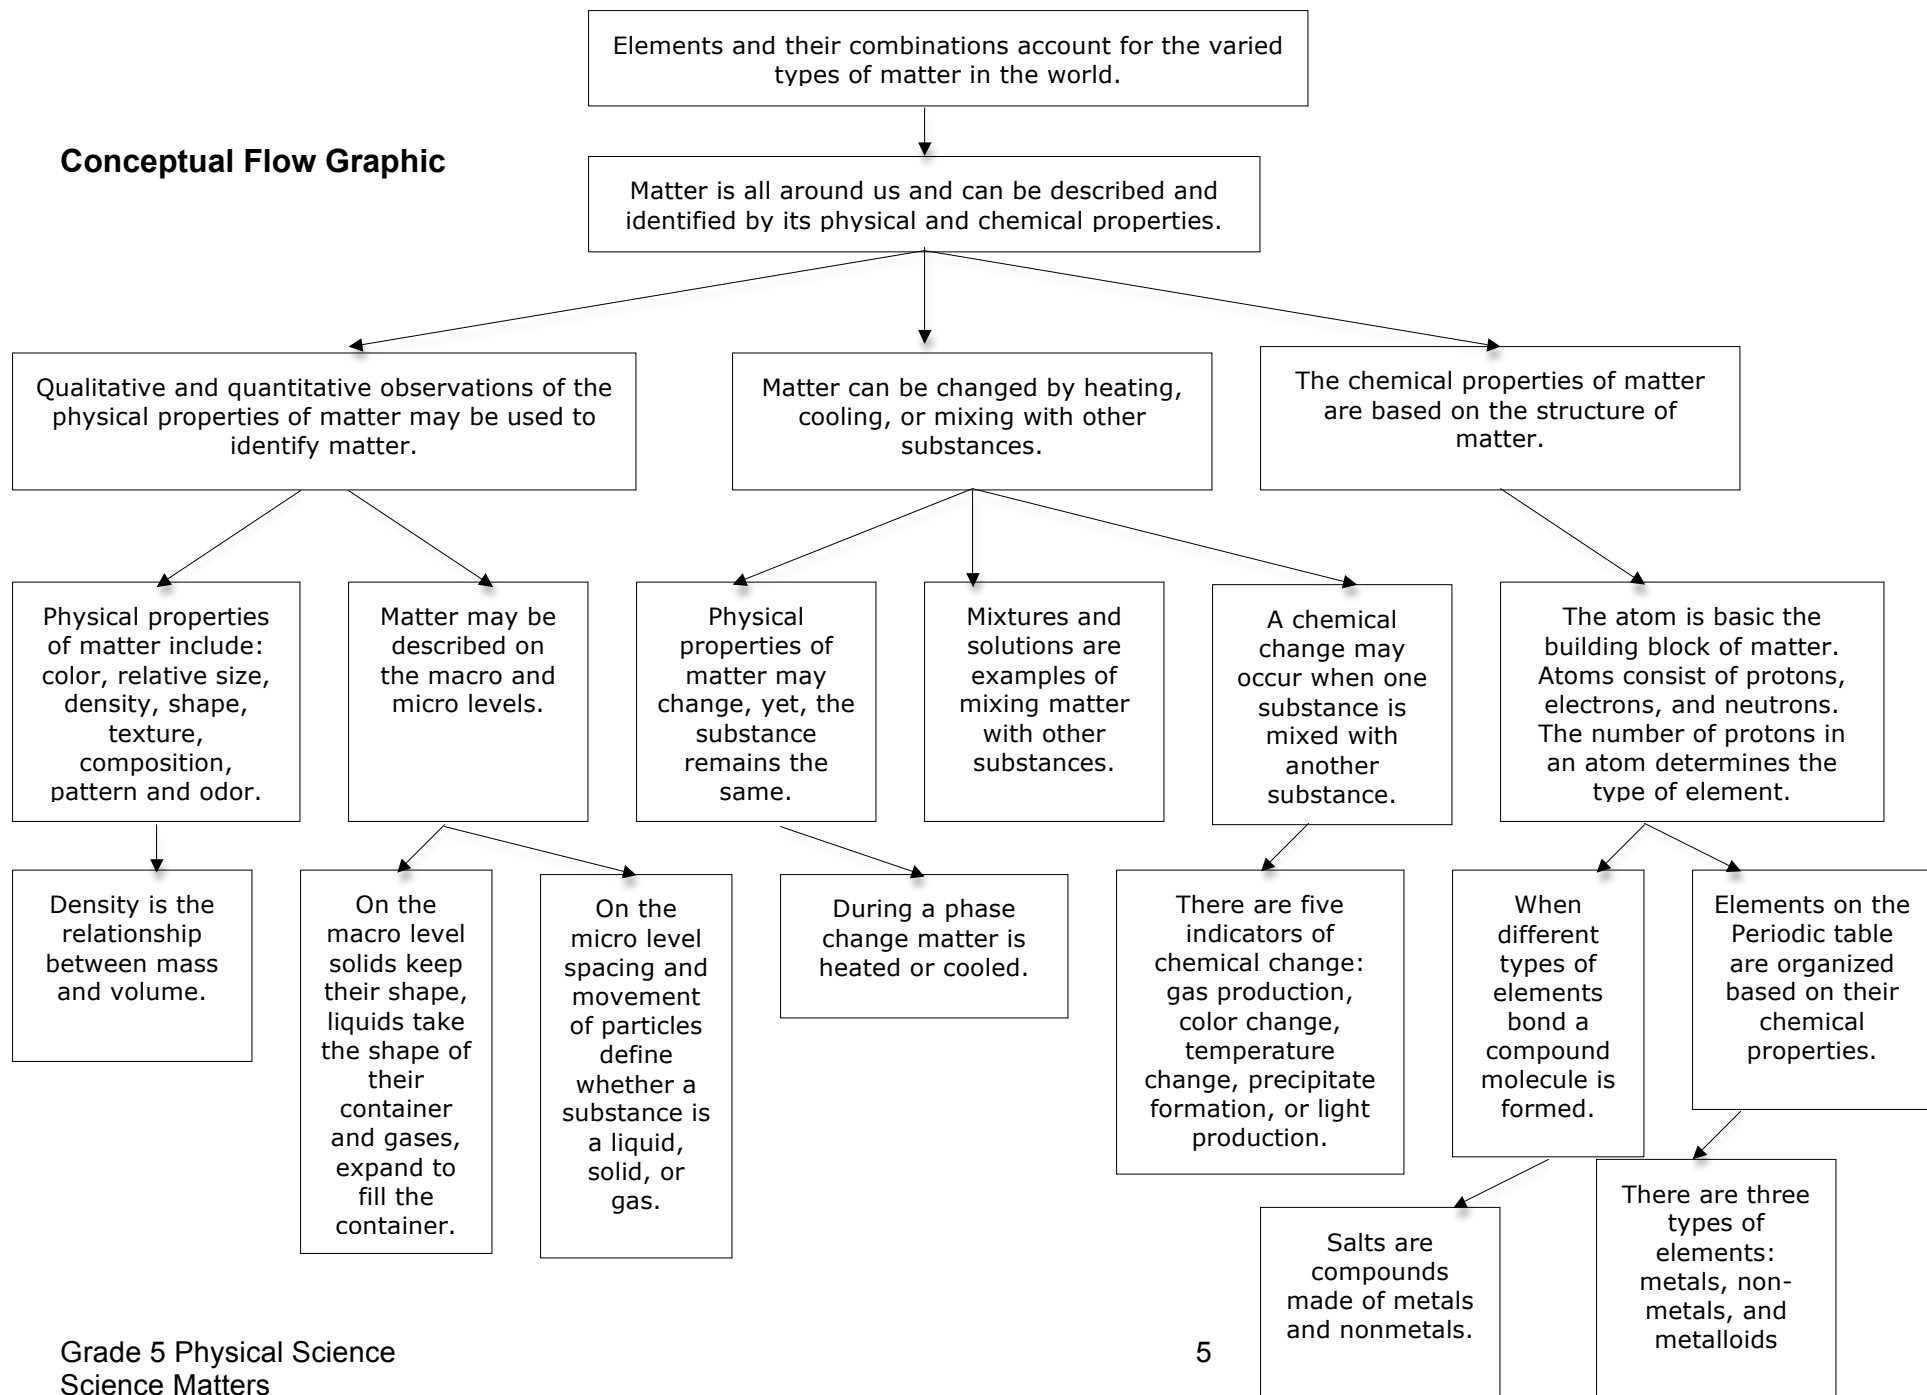 Elements and their combinations account for the varied
types of matter in the world.
Conceptual Flow Graphic
Matter is all around us and can be described and
identified by its physical and chemical properties.
Qualitative and quantitative observations of the
physical properties of matter may be used to
identify matter.
Matter can be changed by heating,
cooling, or mixing with other
substances.
The chemical properties of matter
are based on the structure of
matter.
Physical properties
of matter include:
color, relative size,
density, shape,
texture,
composition,
pattern and odor.
Matter may be
described on
the macro and
micro levels.
Physical
properties of
matter may
change, yet, the
substance
remains the
same.
Mixtures and
solutions are
examples of
mixing matter
with other
substances.
A chemical
change may
occur when one
substance is
mixed with
another
substance.
The atom is basic the
building block of matter.
Atoms consist of protons,
electrons, and neutrons.
The number of protons in
an atom determines the
type of element.
Density is the
relationship
between mass
and volume.
On the
macro level
solids keep
their shape,
liquids take
the shape of
their
container
and gases,
expand to
fill the
container.
On the
micro level
spacing and
movement
of particles
define
whether a
substance is
a liquid,
solid, or
gas.
During a phase
change matter is
heated or cooled.
There are five
indicators of
chemical change:
gas production,
color change,
temperature
change, precipitate
formation, or light
production.
When
different
types of
elements
bond a
compound
molecule is
formed.
Elements on the
Periodic table
are organized
based on their
chemical
properties.
Salts are
compounds
made of metals
and nonmetals.
There are three
types of
elements:
metals, non-
metals, and
metalloids
Grade 5 Physical Science
Science Matters
5